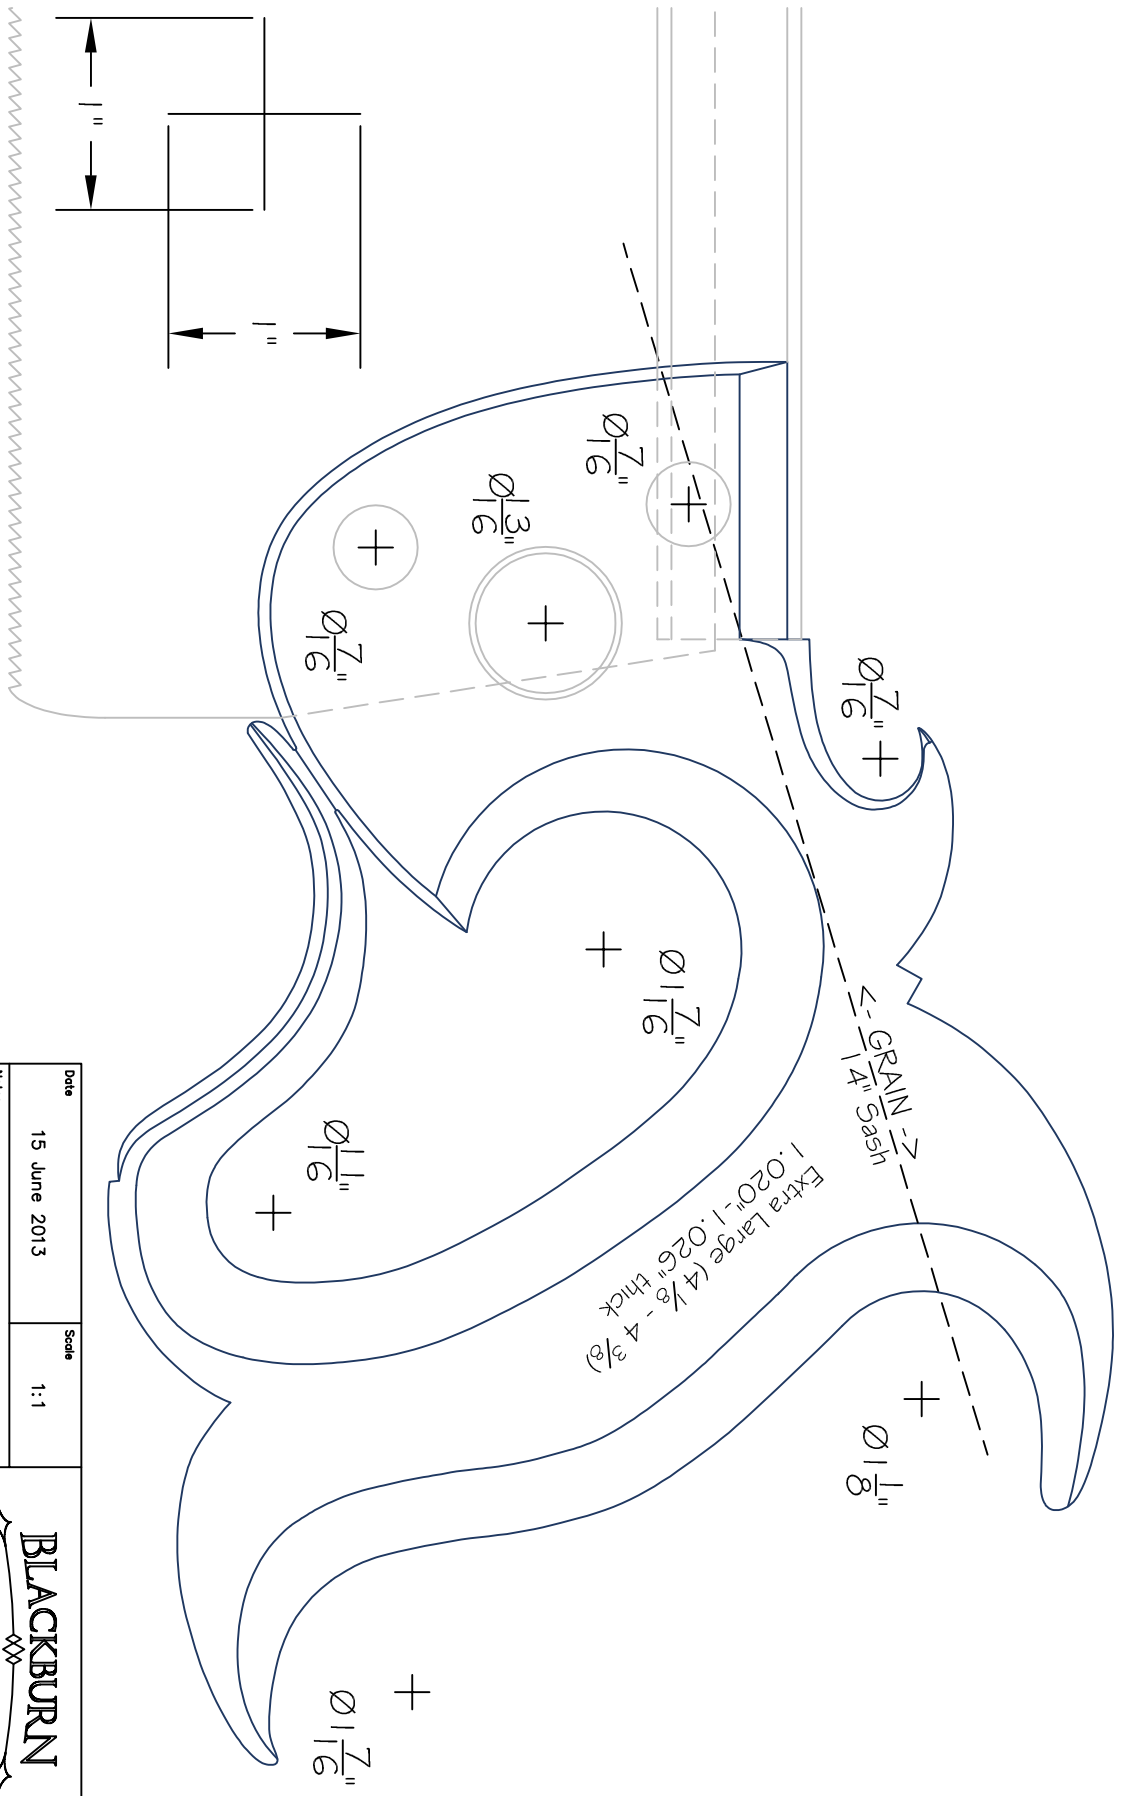 1"
1"
Ø7/16"
Ø13/16"
Ø7/16"
Ø7/16"
Ø1 7/16"
Ø11/16"
<- GRAIN ->
14" Sash
Extra Large (4 ⅛ - 4 ⅜)
1.020"-1.026" thick
Ø1 1/8"
Ø1 7/16"
Date
15 June 2013
Scale
1:1
BLACKBURN